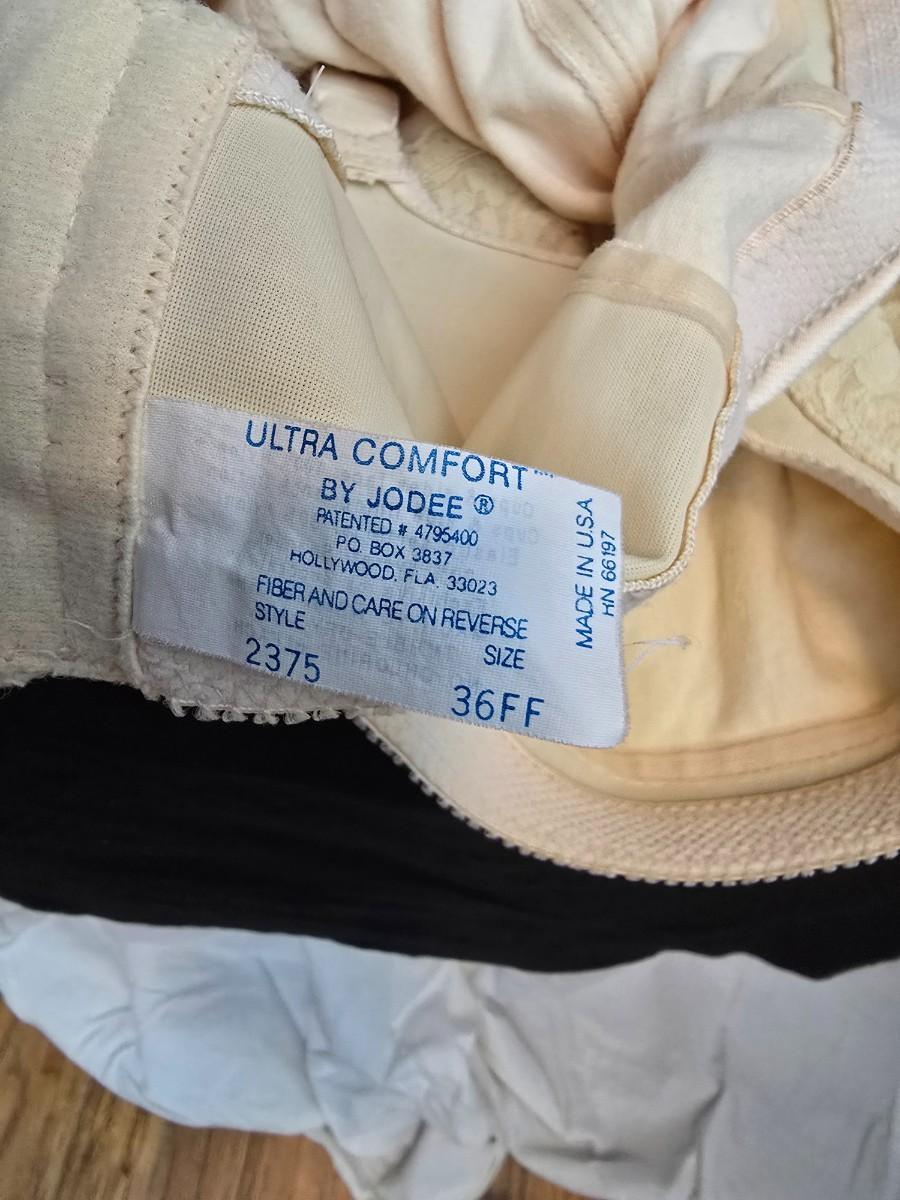 ULTRA COMFORT™
BY JODEE ®
PATENTED # 4795400
P.O. BOX 3837
HOLLYWOOD, FLA. 33023
FIBER AND CARE ON REVERSE
STYLE
SIZE
2375
36FF
MADE IN U.S.A
HN 66197